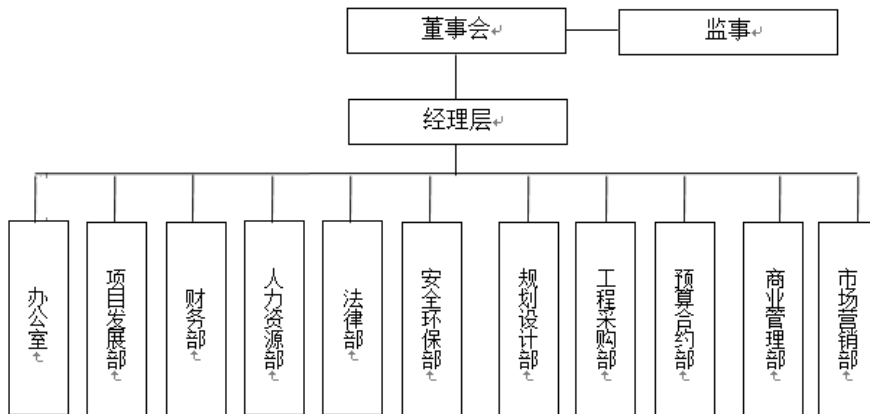 董事会
监事
经理层
办公室
项目发展部
财务部
人力资源部
法律部
安全环保部
规划设计部
工程采购部
预算合约部
商业管理部
市场营销部